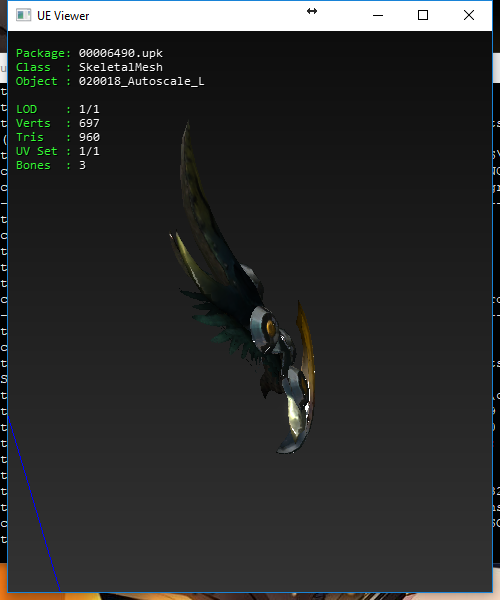 UE Viewer
Package: 00006490.upk
Class : SkeletalMesh
Object : 020018_Autoscale_L
LOD : 1/1
Verts : 697
Tris : 960
UV Set : 1/1
Bones : 3